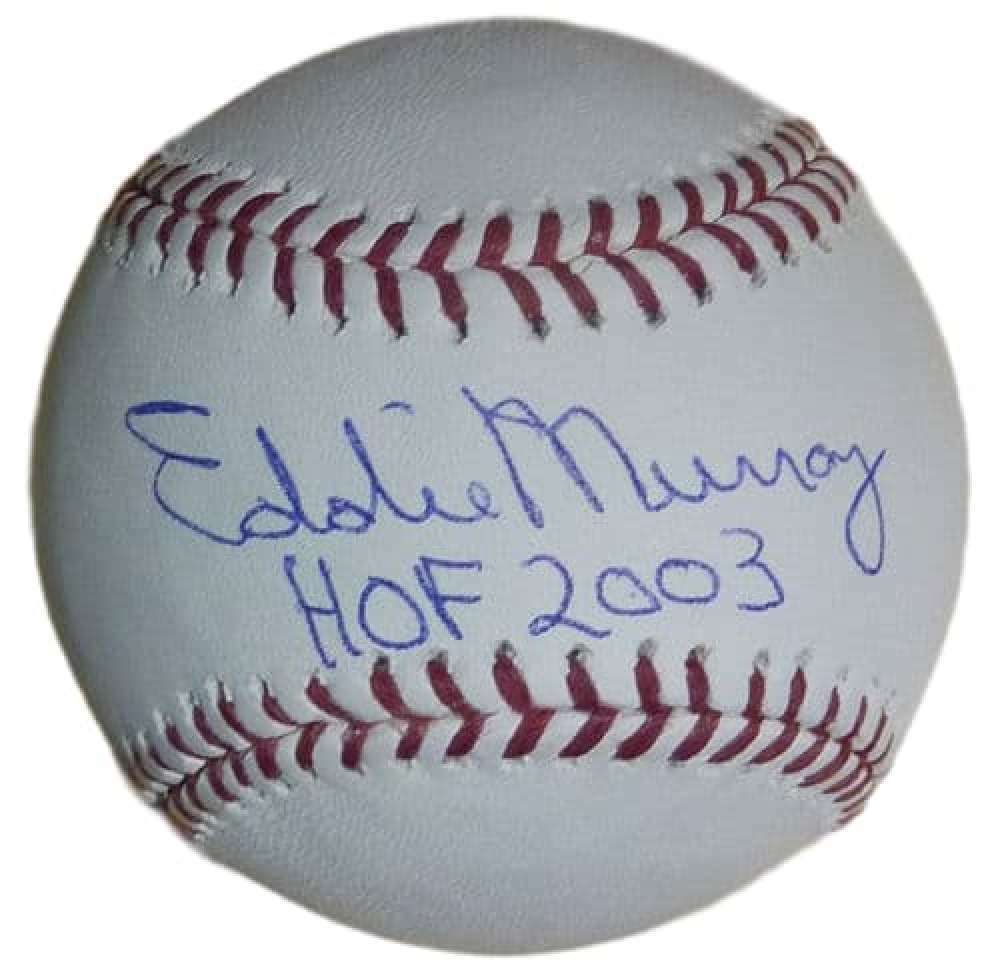 Eddie Murray
HOF 2003